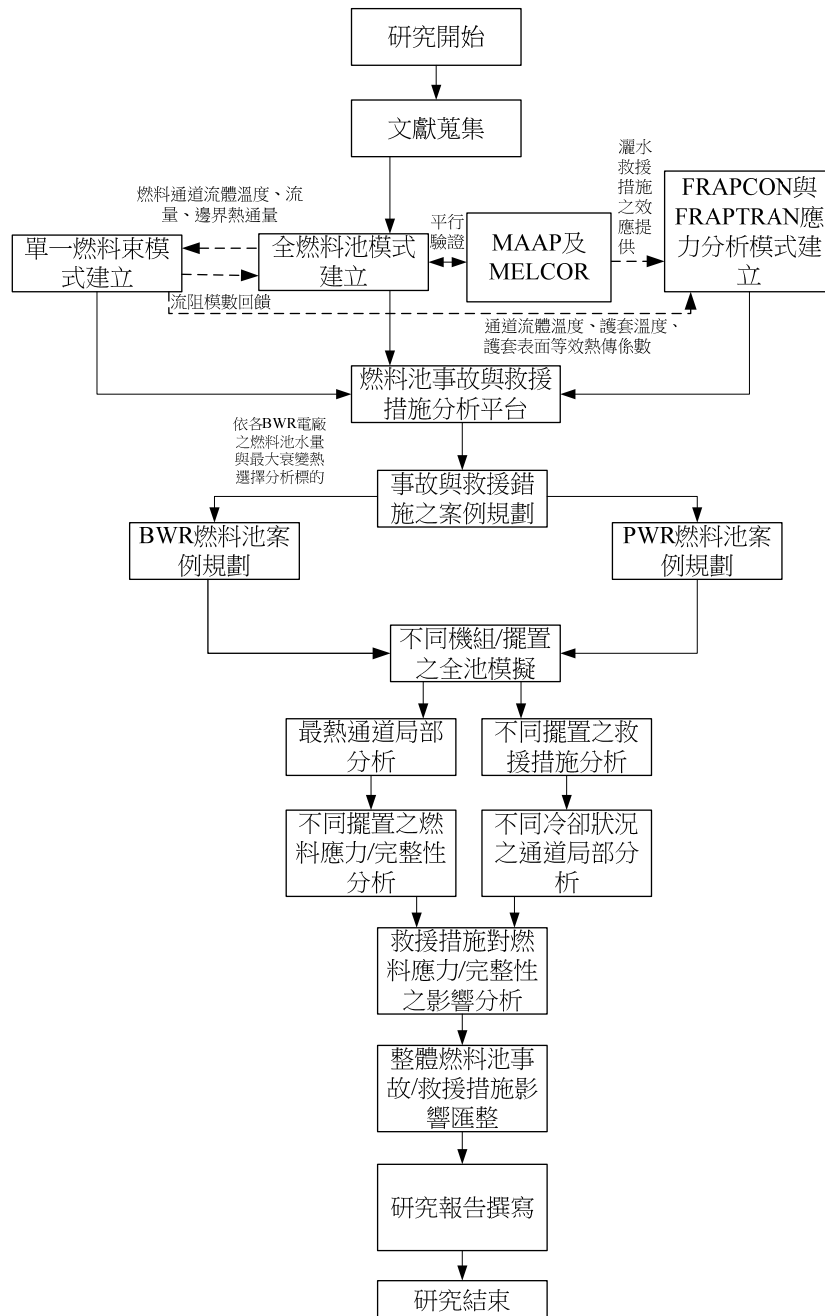 研究開始
文獻蒐集
燃料通道流體溫度、流
量、邊界熱通量
單一燃料束模
式建立
全燃料池模式
建立
平行
驗證
MAAP及
MELCOR
灑水
救援
措施
之效
應提
供
FRAPCON與
FRAPTRAN應
力分析模式建
立
流阻模數回饋
通道流體溫度、護套溫度、
護套表面等效熱傳係數
燃料池事故與救援
措施分析平台
依各BWR電廠
之燃料池水量
與最大衰變熱
選擇分析標的
事故與救援錯
施之案例規劃
BWR燃料池案
例規劃
PWR燃料池案
例規劃
不同機組/擺置
之全池模擬
最熱通道局部
分析
不同擺置之救
援措施分析
不同擺置之燃
料應力/完整性
分析
不同冷卻狀況
之通道局部分
析
救援措施對燃
料應力/完整性
之影響分析
整體燃料池事
故/救援措施影
響匯整
研究報告撰寫
研究結束